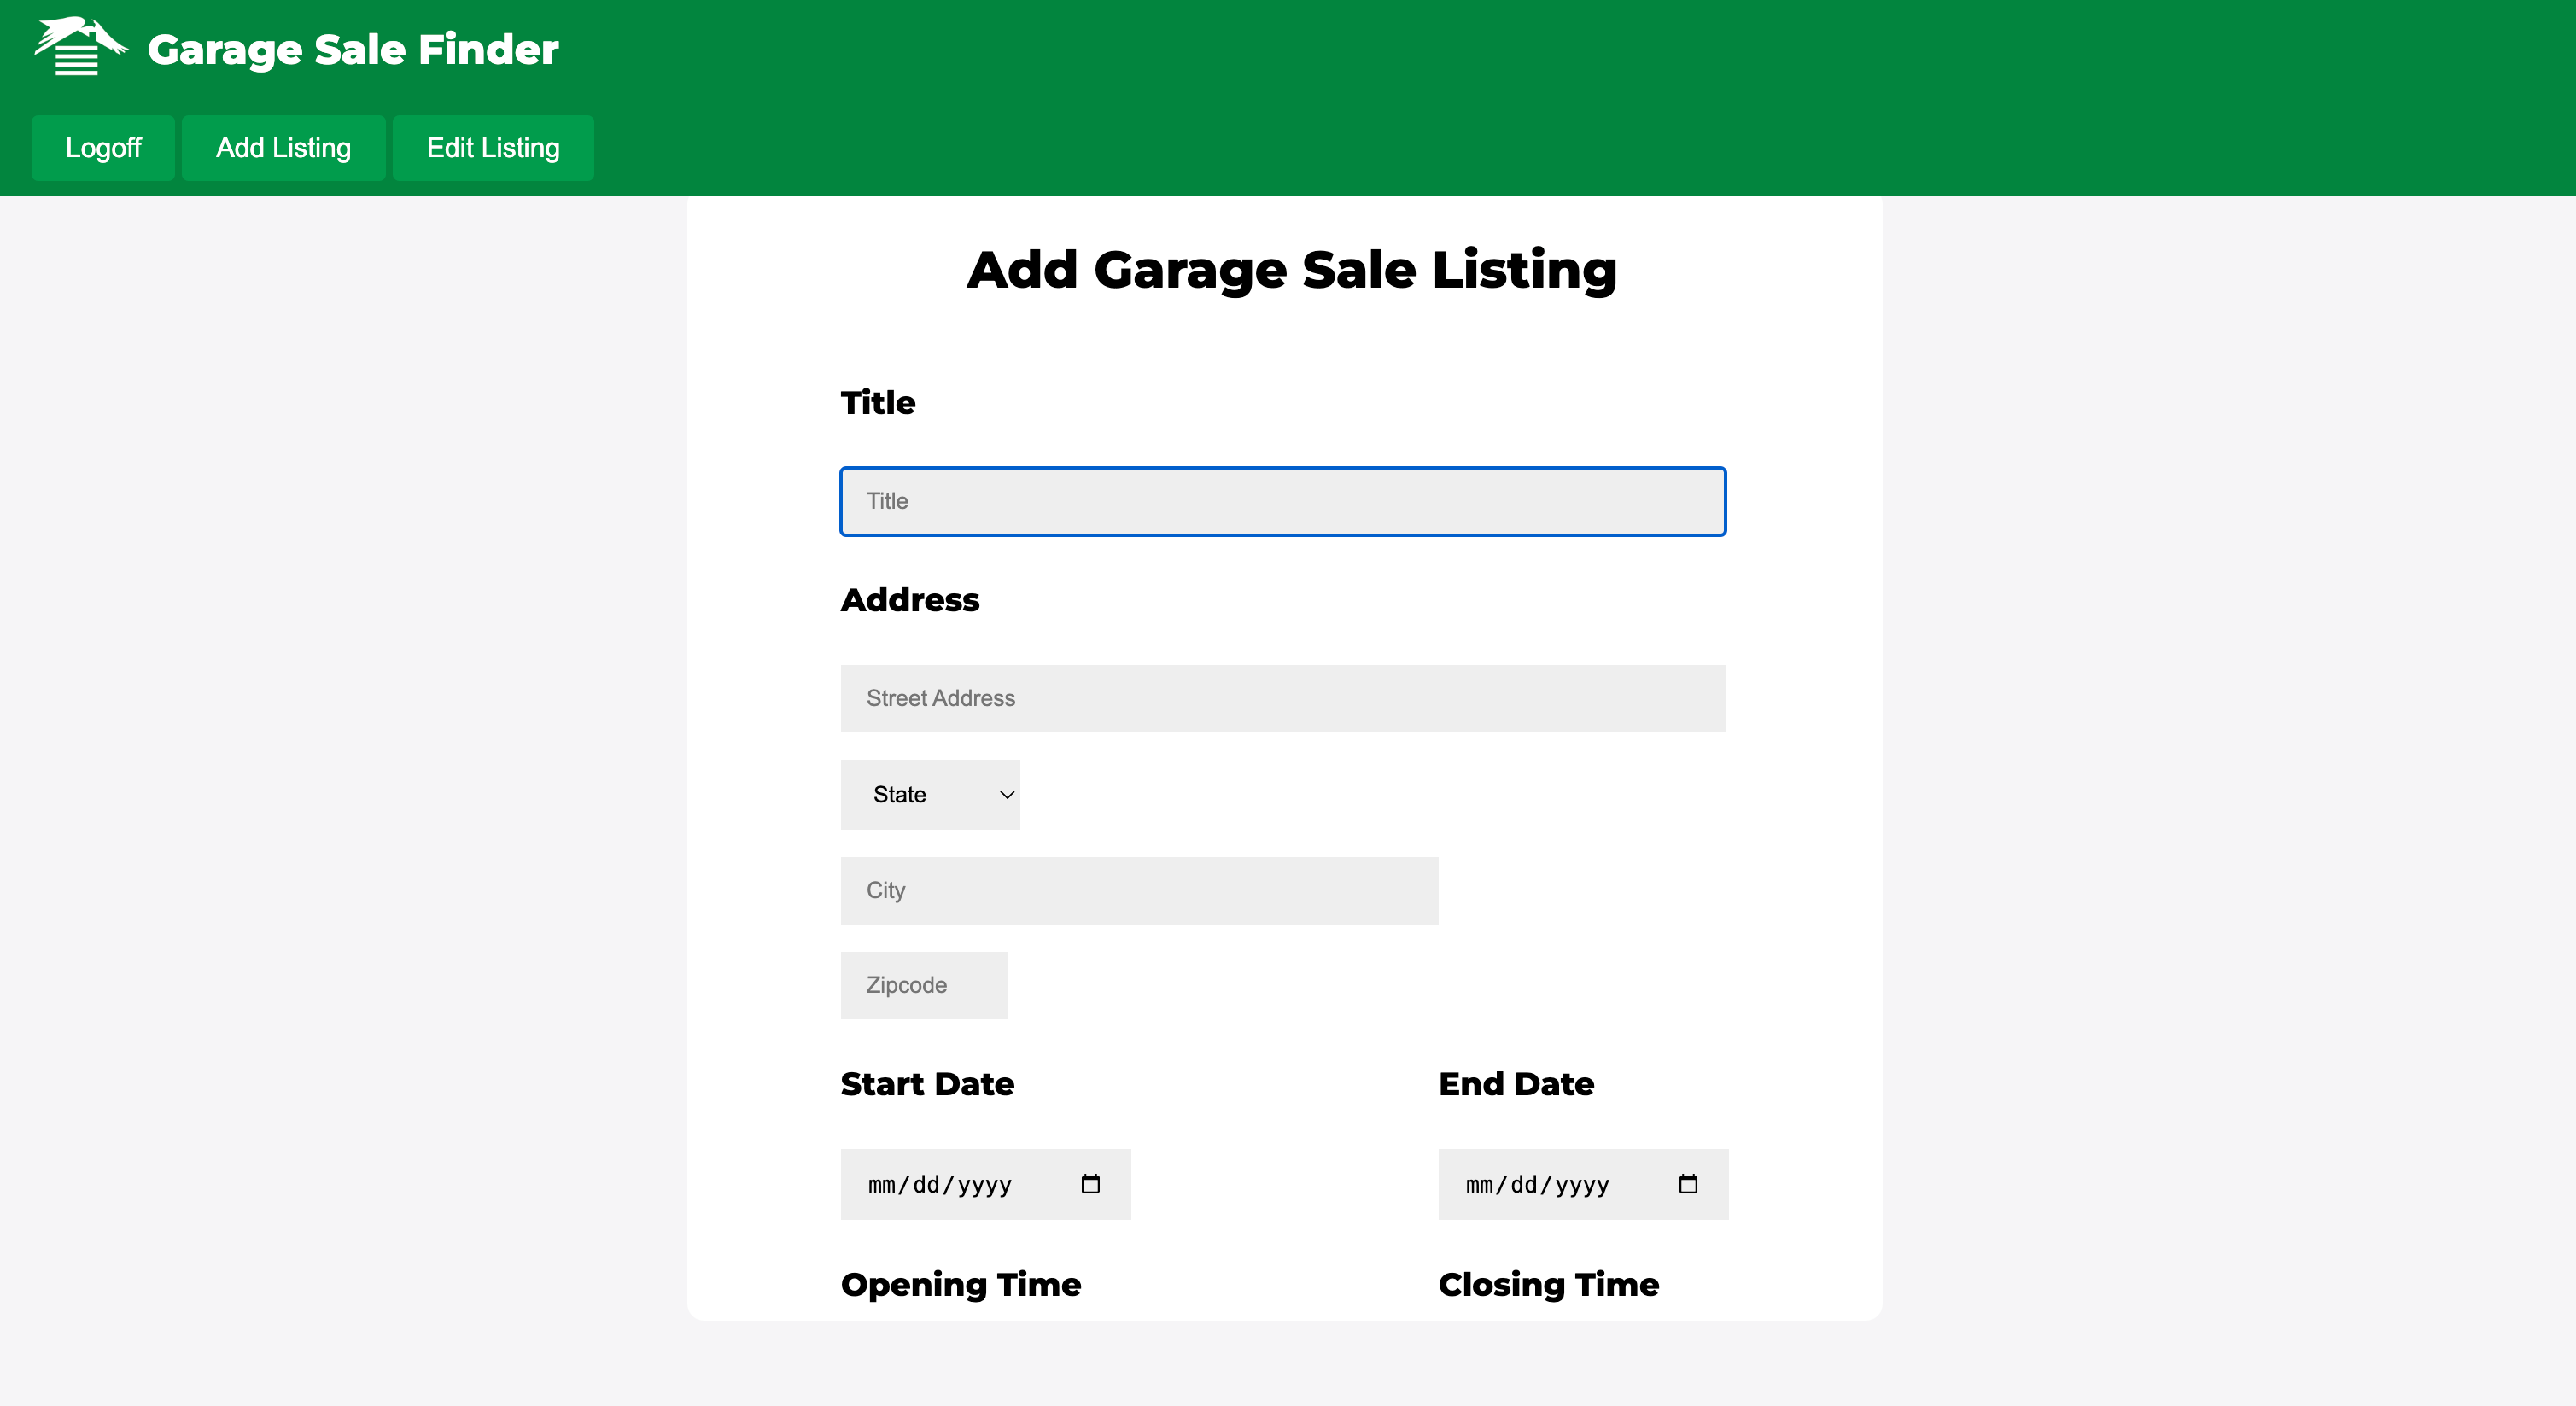 Garage Sale Finder
Logoff Add Listing Edit Listing
Add Garage Sale Listing
Title
Title
Address
Street Address
State
City
Zipcode
Start Date End Date
mm/dd/yyyy mm/dd/yyyy
Opening Time Closing Time